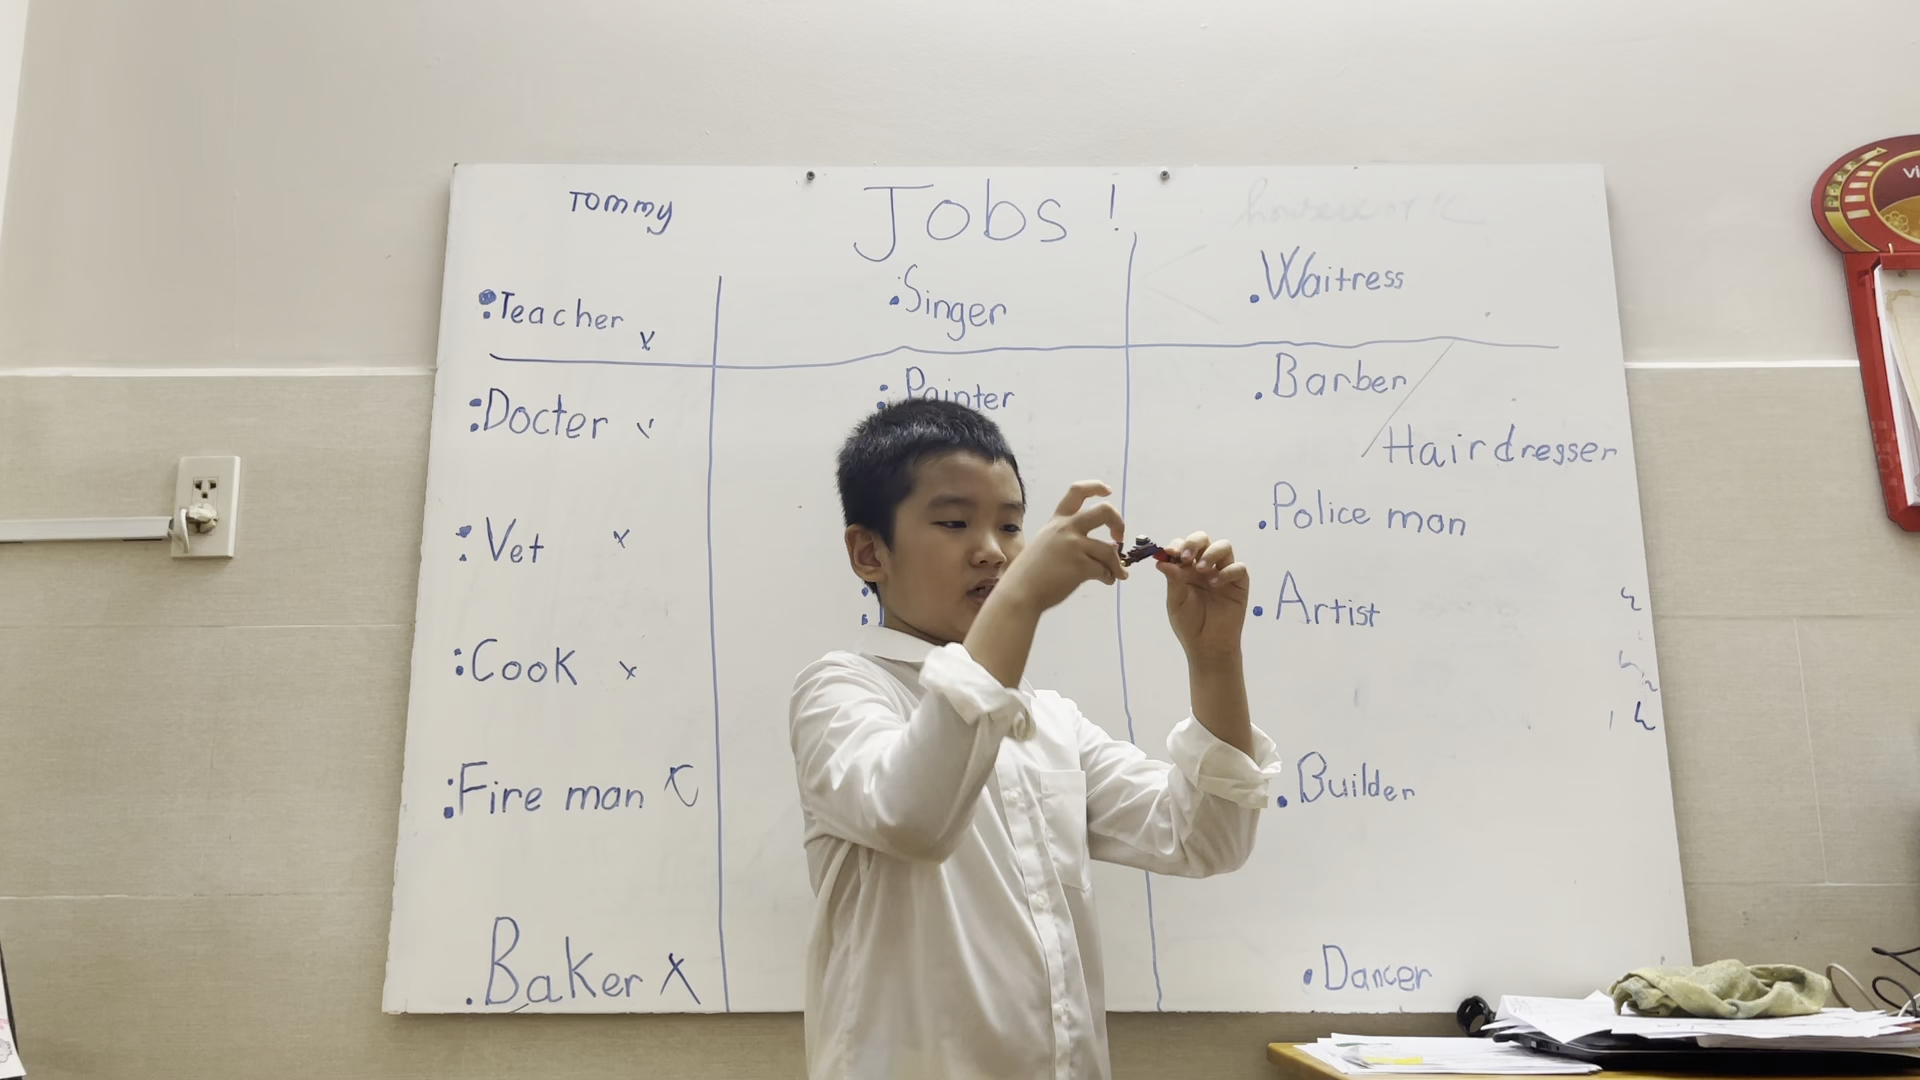 Tommy
Jobs!
Teacher x
Docter
Vet x
Cook x
Fire man
Baker X
Singer
Painter
Waitress
Barber
Hairdresser
Police man
Artist
Builder
Dancer